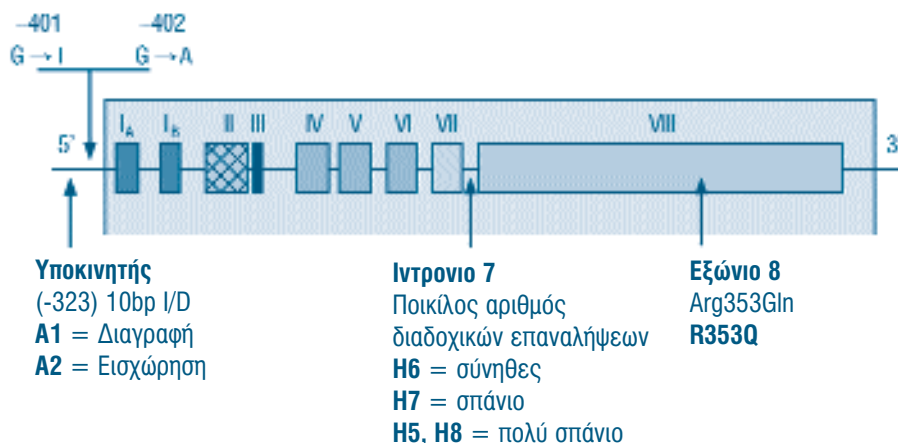 –401 –402
G → I G → A
5' I_A I_B II III IV V VI VII VIII 3
Υποκινητής
(-323) 10bp I/D
A1 = Διαγραφή
A2 = Εισχώρηση
Ιντρονιο 7
Ποικίλος αριθμός
διαδοχικών επαναλήψεων
H6 = σύνηθες
H7 = σπάνιο
H5, H8 = πολύ σπάνιο
Εξώνιο 8
Arg353Gln
R353Q